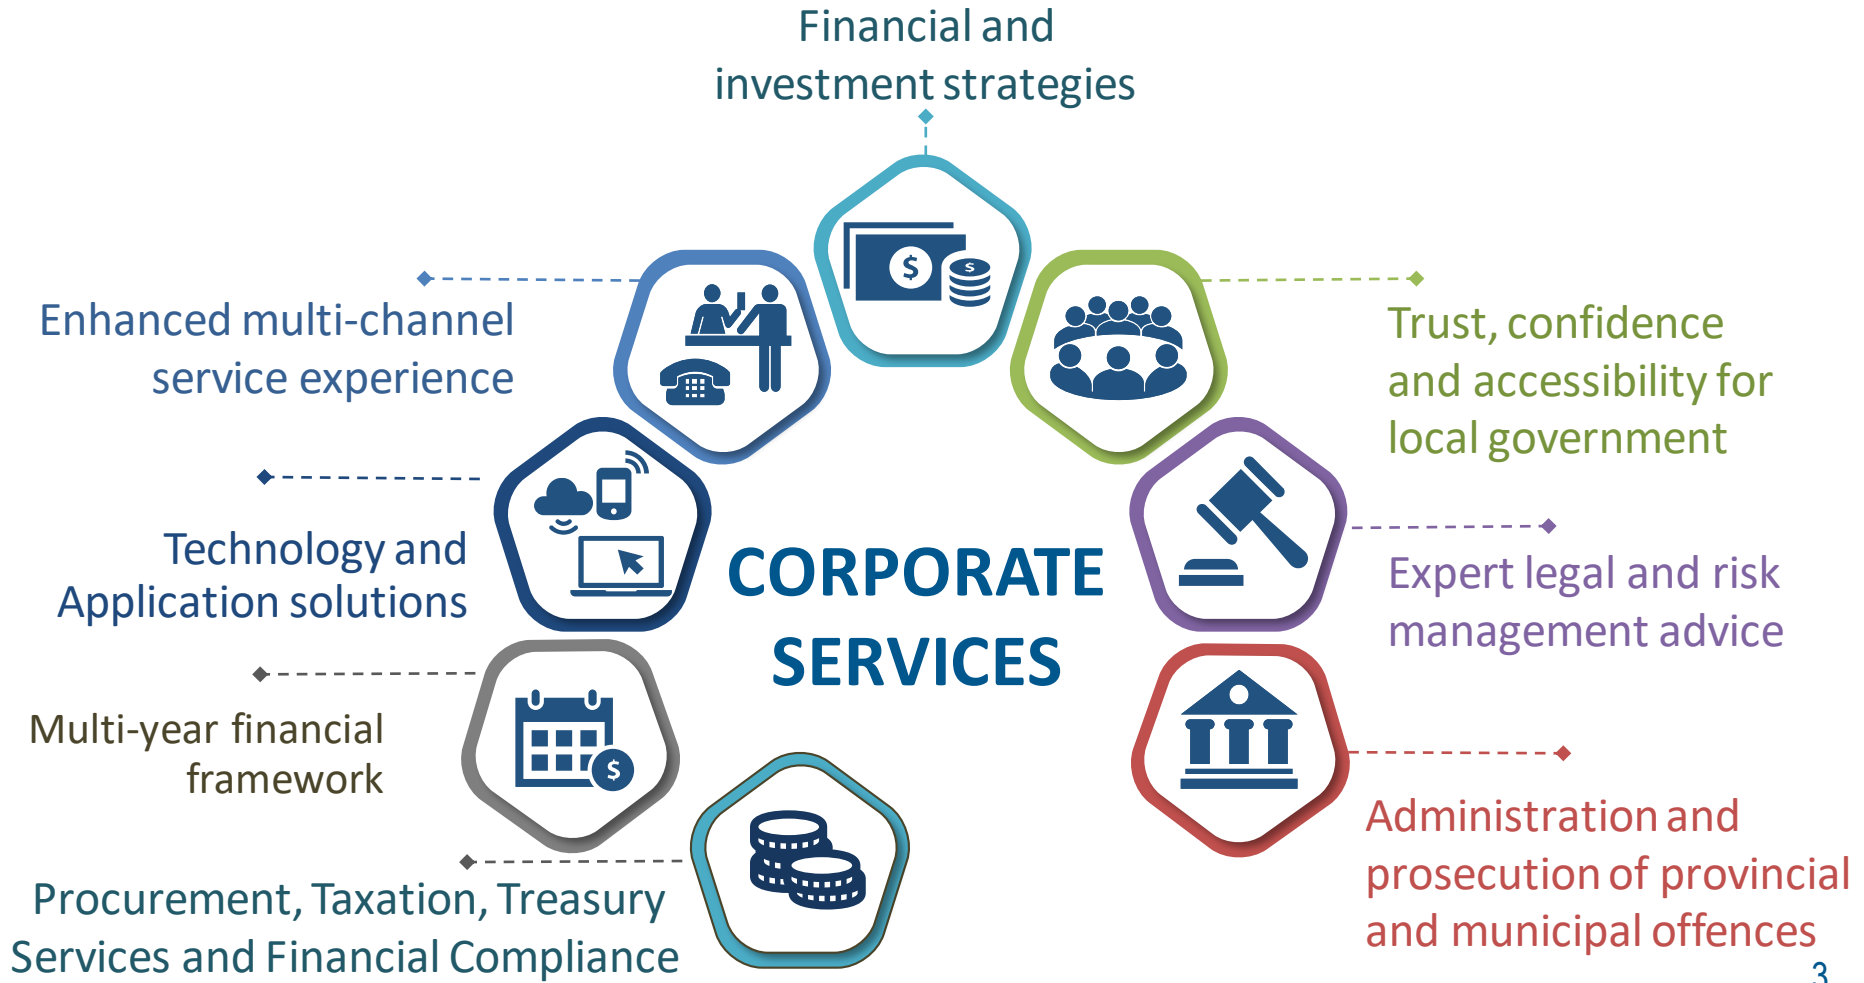 Financial and
investment strategies
Enhanced multi-channel
service experience
Trust, confidence
and accessibility for
local government
Technology and
Application solutions
CORPORATE
SERVICES
Expert legal and risk
management advice
Multi-year financial
framework
Administration and
prosecution of provincial
and municipal offences
Procurement, Taxation, Treasury
Services and Financial Compliance
3